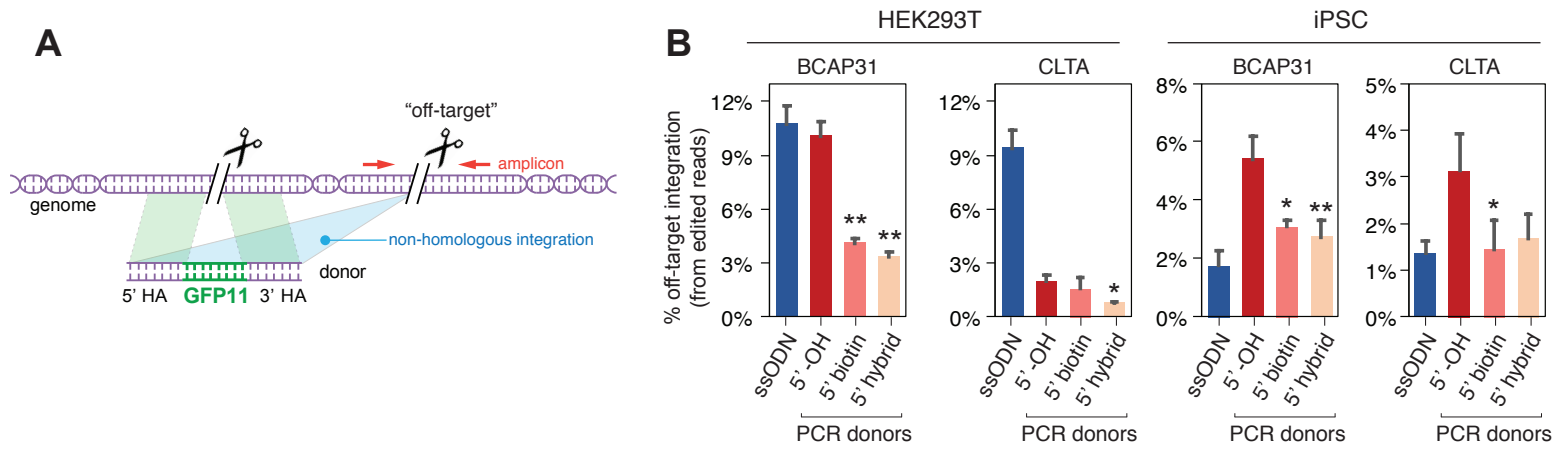 A
"off-target"
amplicon
genome
non-homologous integration
donor
5' HA GFP11 3' HA
B
HEK293T
iPSC
BCAP31
CLTA
BCAP31
CLTA
% off-target integration
(from edited reads)
12%
9%
6%
3%
0%
**
**
ssODN
5'-OH
5' biotin
5' hybrid
PCR donors
12%
9%
6%
3%
0%
*
ssODN
5'-OH
5' biotin
5' hybrid
PCR donors
8%
6%
4%
2%
0%
*
**
ssODN
5'-OH
5' biotin
5' hybrid
PCR donors
5%
4%
3%
2%
1%
0%
*
ssODN
5'-OH
5' biotin
5' hybrid
PCR donors